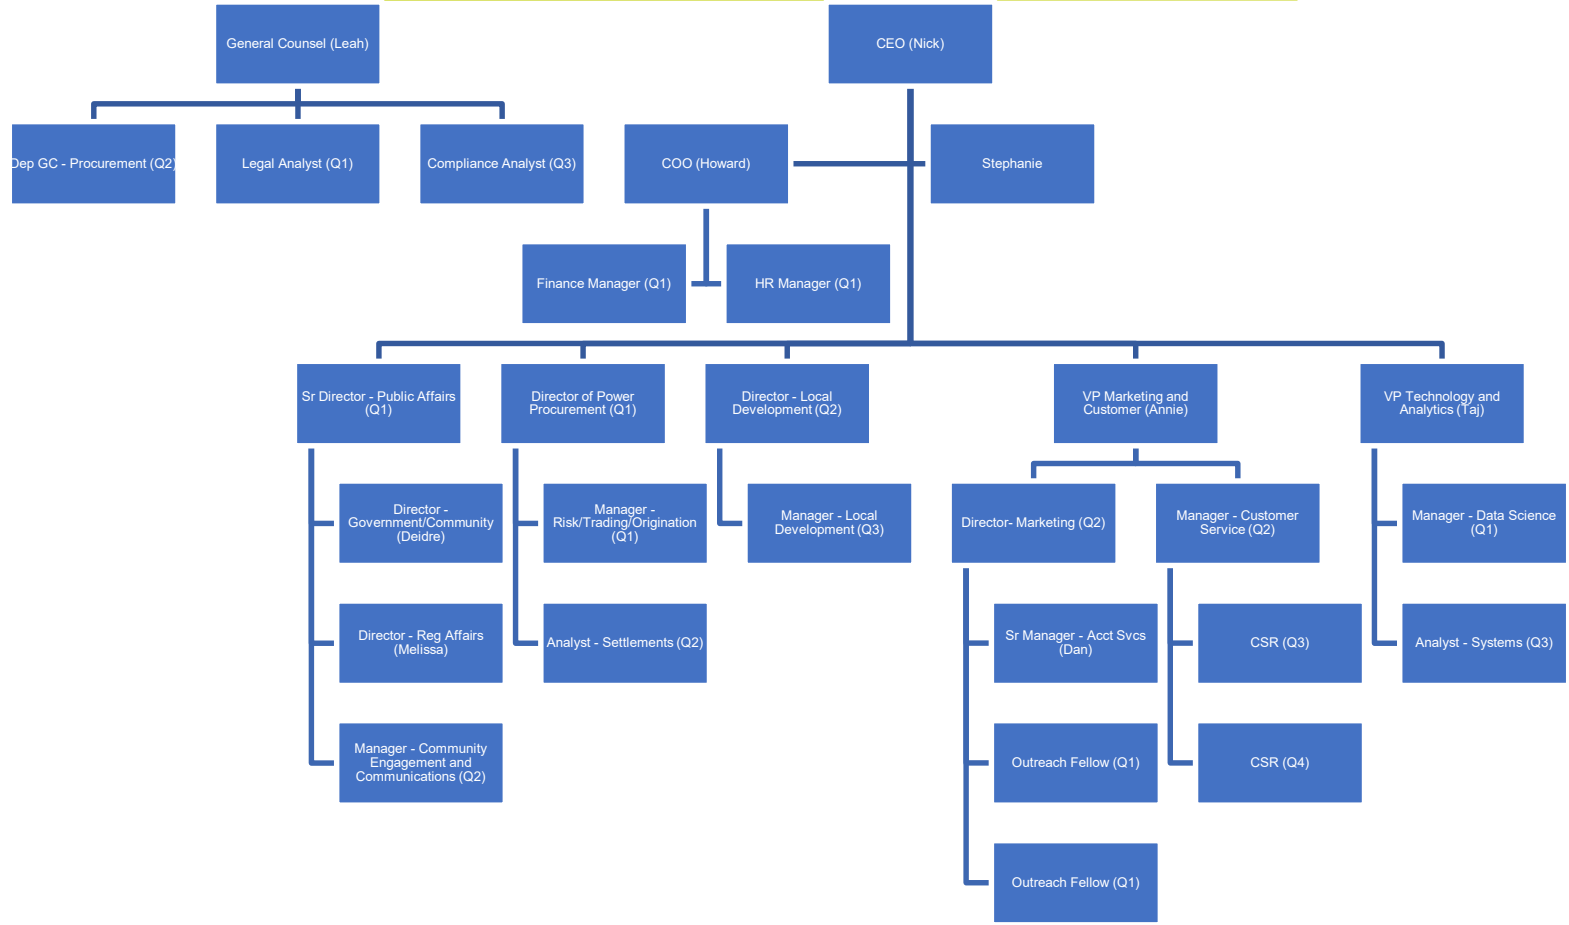 General Counsel (Leah)
CEO (Nick)
Dep GC - Procurement (Q2)
Legal Analyst (Q1)
Compliance Analyst (Q3)
COO (Howard)
Stephanie
Finance Manager (Q1)
HR Manager (Q1)
Sr Director - Public Affairs
(Q1)
Director of Power
Procurement (Q1)
Director - Local
Development (Q2)
VP Marketing and
Customer (Annie)
VP Technology and
Analytics (Taj)
Director -
Government/Community
(Deidre)
Manager -
Risk/Trading/Origination
(Q1)
Manager - Local
Development (Q3)
Director- Marketing (Q2)
Manager - Customer
Service (Q2)
Manager - Data Science
(Q1)
Director - Reg Affairs
(Melissa)
Analyst - Settlements (Q2)
Sr Manager - Acct Svcs
(Dan)
CSR (Q3)
Analyst - Systems (Q3)
Manager - Community
Engagement and
Communications (Q2)
Outreach Fellow (Q1)
CSR (Q4)
Outreach Fellow (Q1)